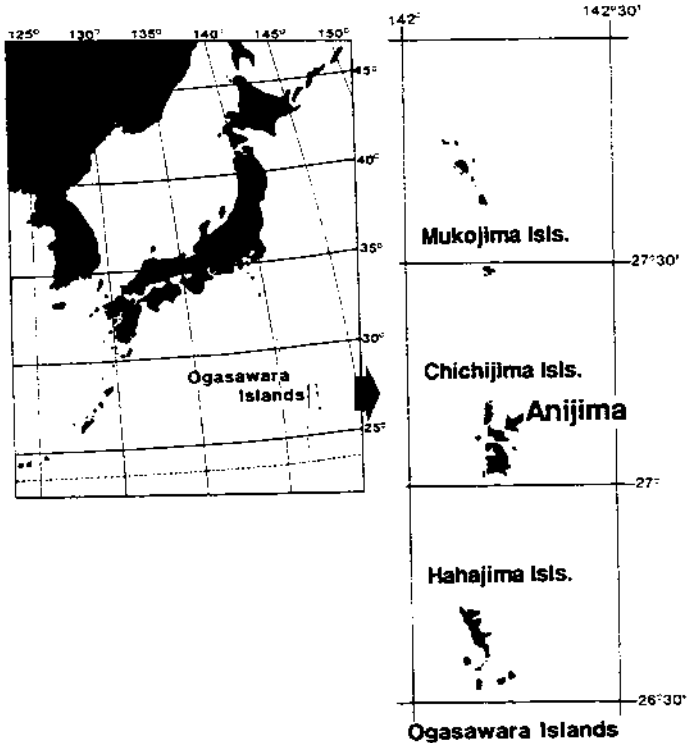 125° 130° 135° 140° 145° 150°
45°
40°
35°
30°
25°
Ogasawara
Islands
142° 142°30'
Mukojima Isls.
27°30'
Chichijima Isls.
Anijima
27°
Hahajima Isls.
26°30'
Ogasawara Islands